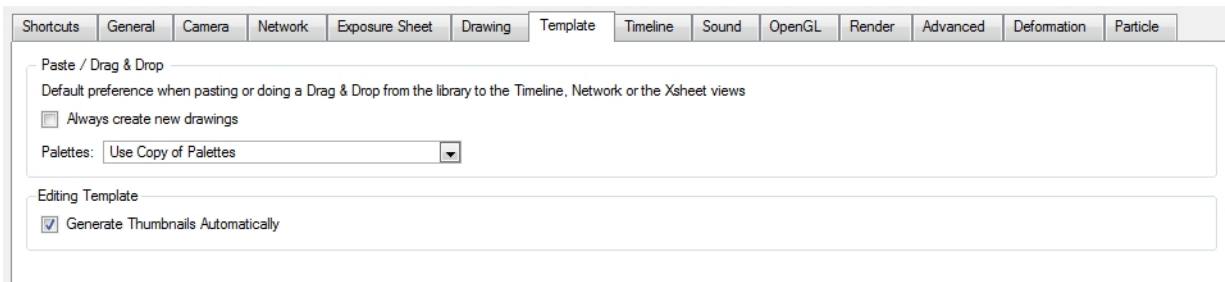 Shortcuts General Camera Network Exposure Sheet Drawing Template Timeline Sound OpenGL Render Advanced Deformation Particle
Paste / Drag & Drop
Default preference when pasting or doing a Drag & Drop from the library to the Timeline, Network or the Xsheet views
Always create new drawings
Palettes: Use Copy of Palettes
Editing Template
Generate Thumbnails Automatically